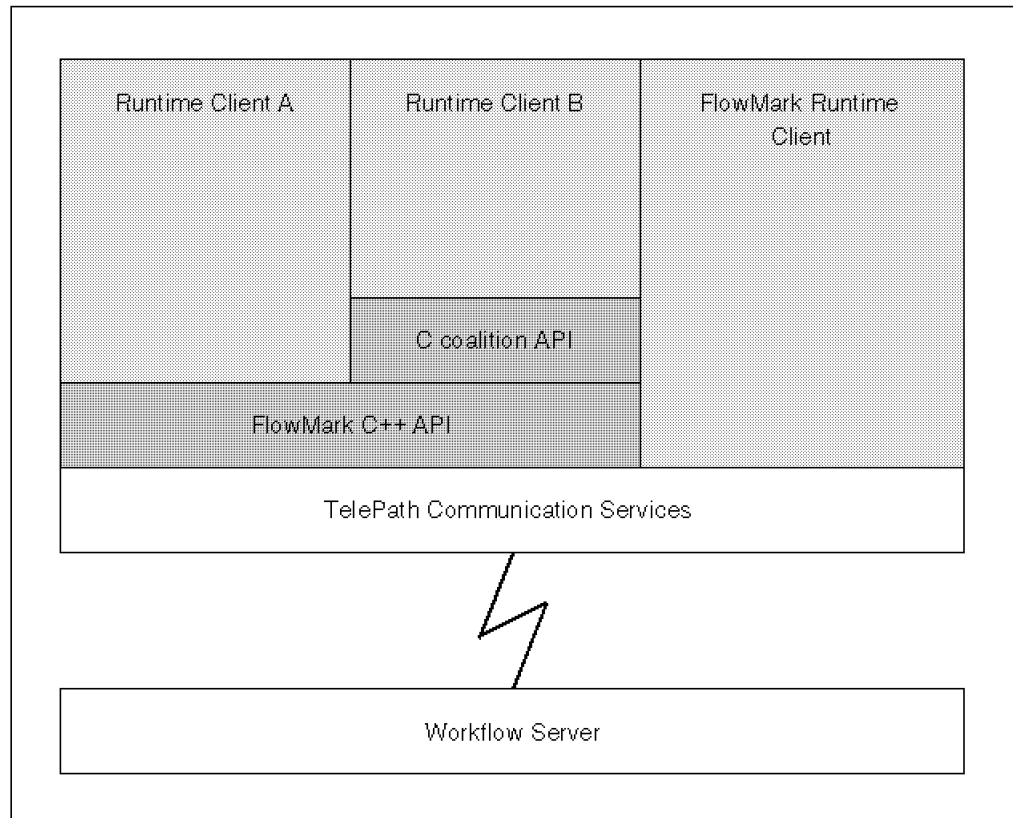 Runtime Client A
Runtime Client B
FlowMark Runtime
Client
C coalition API
FlowMark C++ API
TelePath Communication Services
Workflow Server